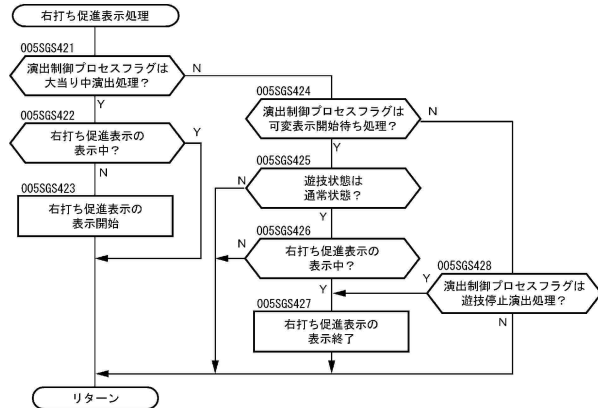 右打ち促進表示処理
005SGS421
演出制御プロセスフラグは
大当り中演出処理？
N
Y
005SGS422
右打ち促進表示の
表示中？
Y
N
005SGS423
右打ち促進表示の
表示開始
005SGS424
演出制御プロセスフラグは
可変表示開始待ち処理？
N
Y
005SGS425
遊技状態は
通常状態？
N
Y
005SGS426
右打ち促進表示の
表示中？
N
Y
005SGS427
右打ち促進表示の
表示終了
005SGS428
演出制御プロセスフラグは
遊技停止演出処理？
Y
N
リターン